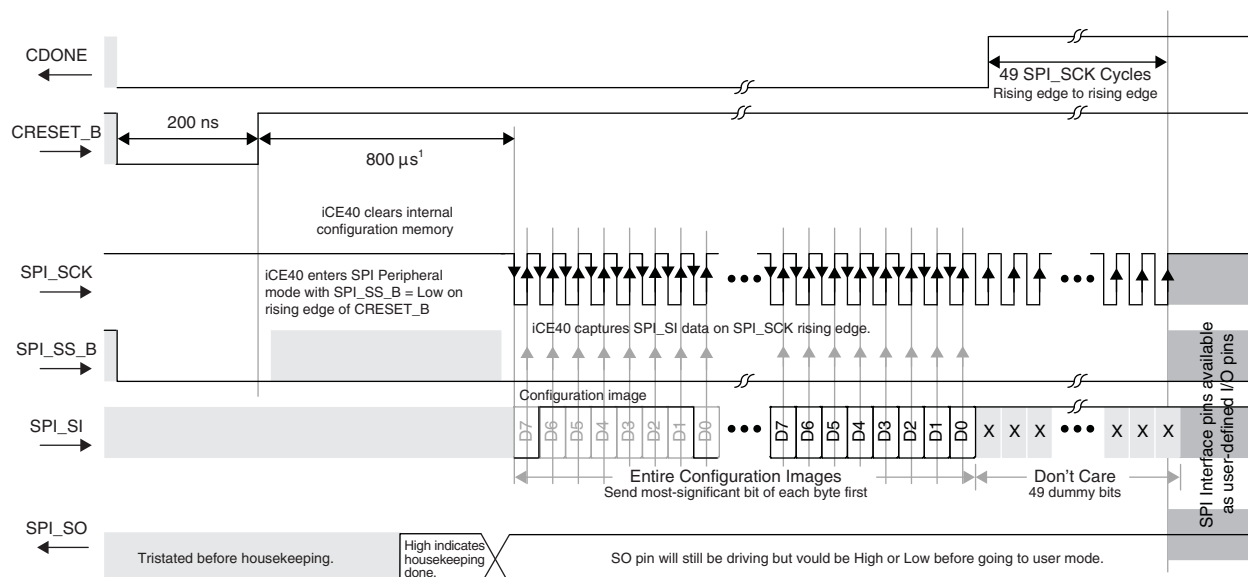 CDONE
49 SPI_SCK Cycles
Rising edge to rising edge
CRESET_B
200 ns
800 µs¹
iCE40 clears internal
configuration memory
SPI_SCK
iCE40 enters SPI Peripheral
mode with SPI_SS_B = Low on
rising edge of CRESET_B
iCE40 captures SPI_SI data on SPI_SCK rising edge.
SPI_SS_B
Configuration image
SPI_SI
D7 D6 D5 D4 D3 D2 D1 D0 D7 D6 D5 D4 D3 D2 D1 D0 X X X X X X
Entire Configuration Images
Send most-significant bit of each byte first
Don't Care
49 dummy bits
SPI Interface pins available
as user-defined I/O pins
SPI_SO
Tristated before housekeeping.
High indicates
housekeeping
done.
SO pin will still be driving but vould be High or Low before going to user mode.